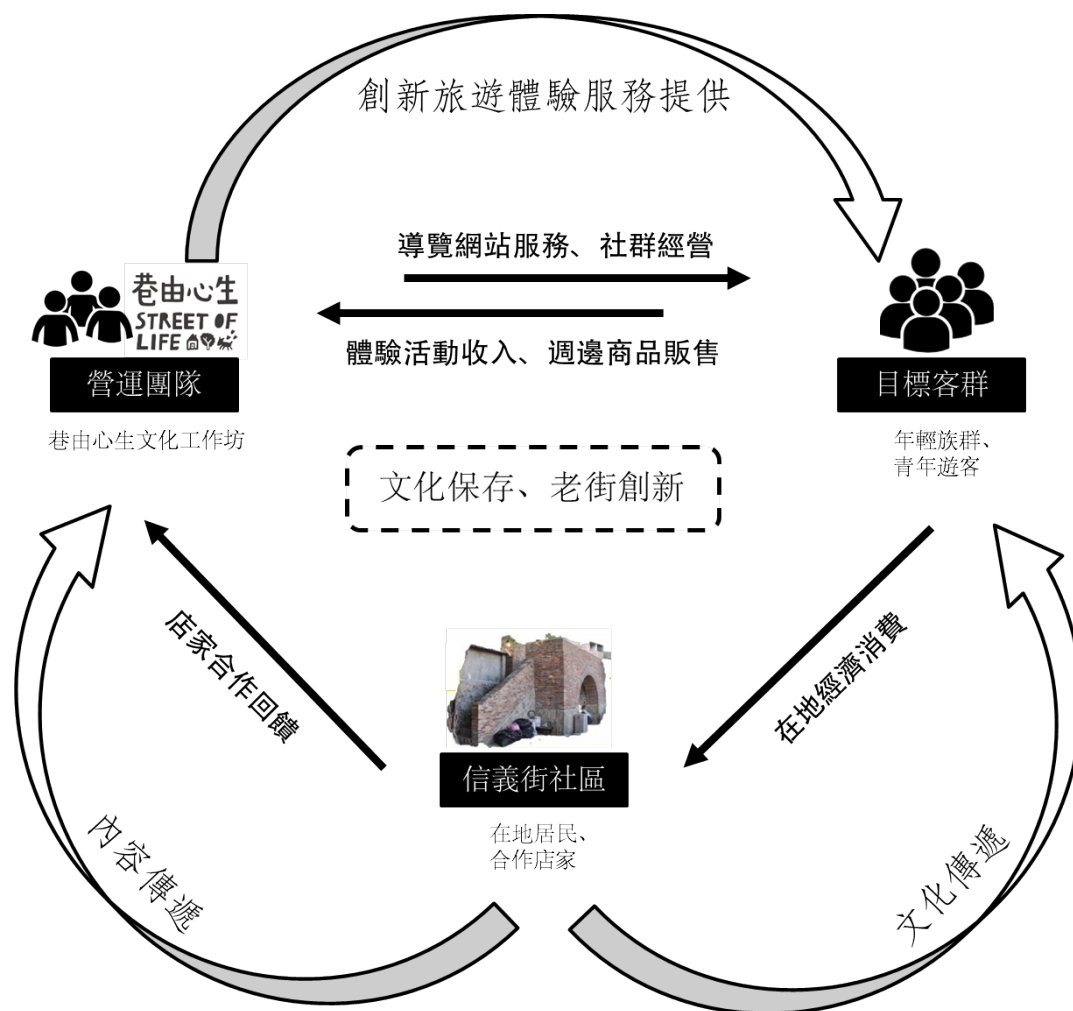 創新旅遊體驗服務提供
導覽網站服務、社群經營
巷由心生
STREET OF
LIFE
體驗活動收入、週邊商品販售
營運團隊
目標客群
巷由心生文化工作坊
年輕族群、
青年遊客
文化保存、老街創新
店家合作回饋
在地經濟消費
信義街社區
在地居民、
合作店家
內容傳遞
文化傳遞